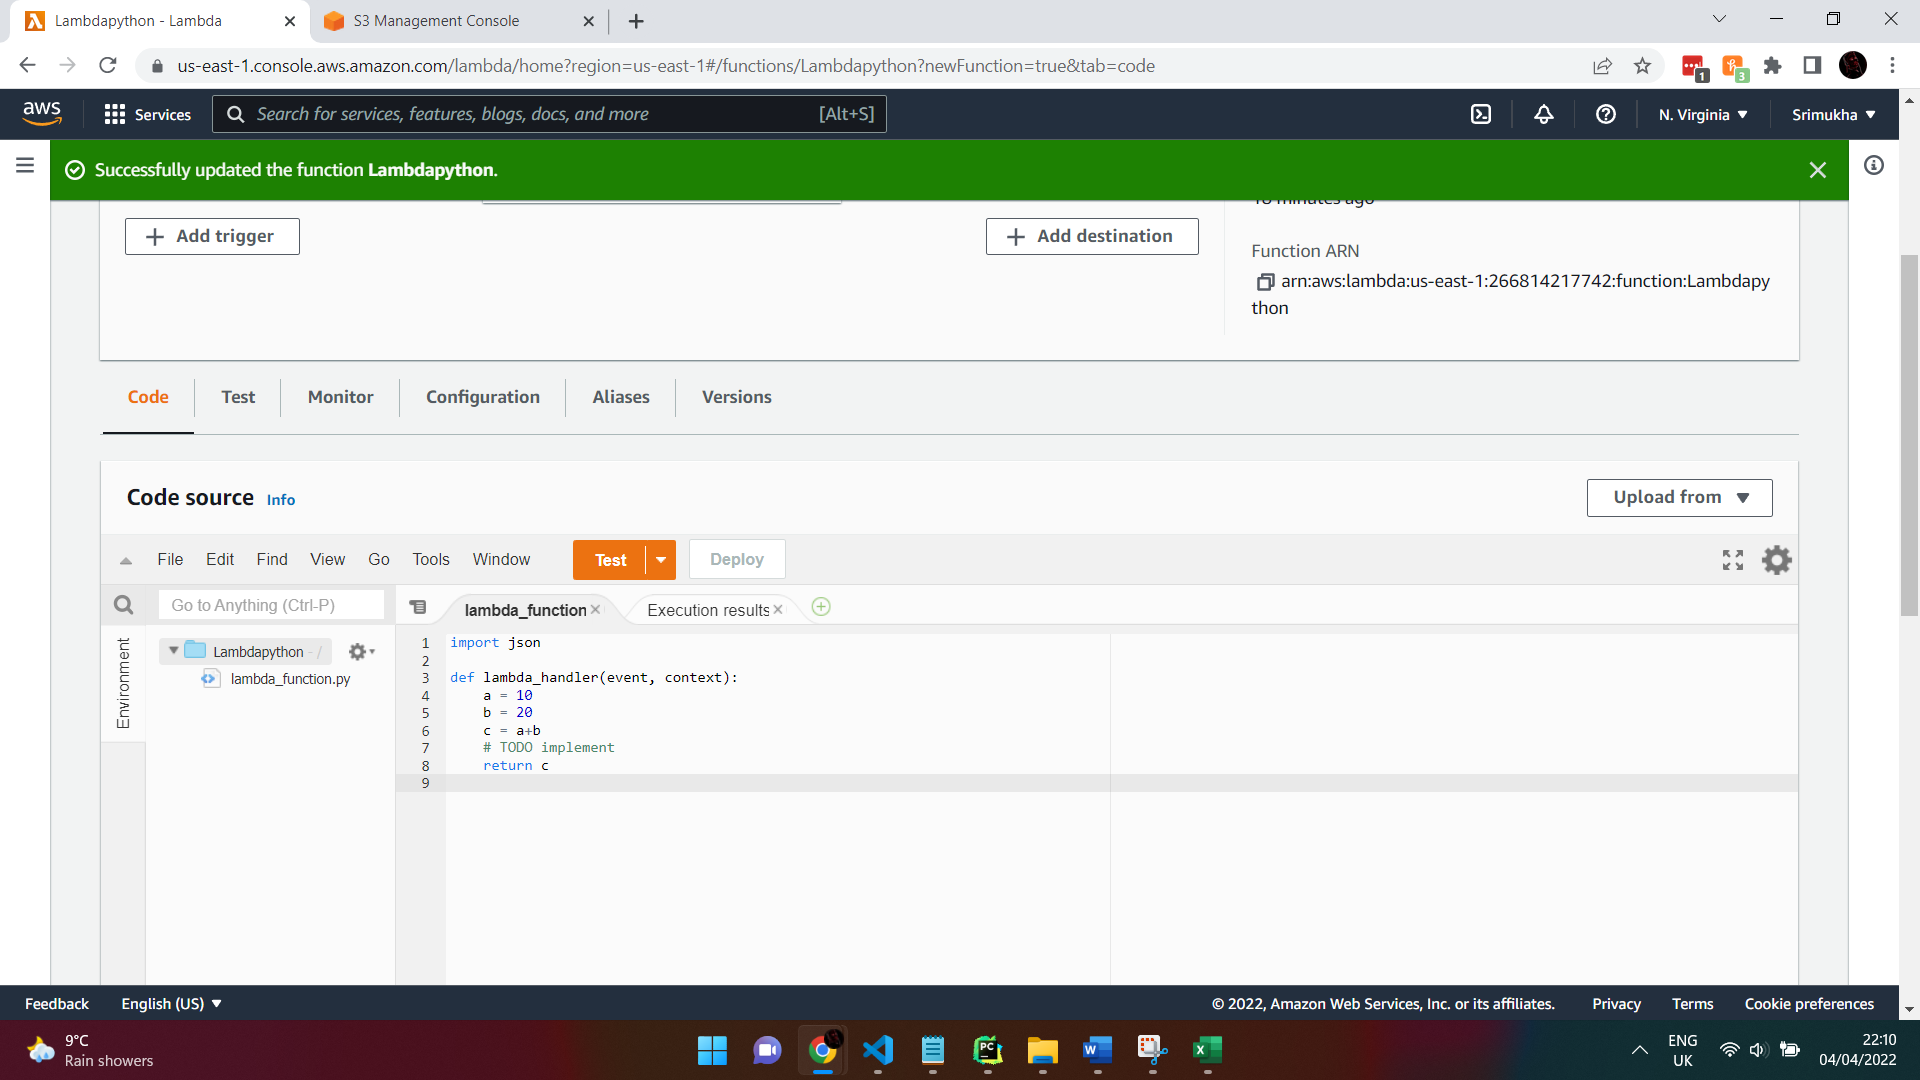 Lambdapython - Lambda
S3 Management Console
us-east-1.console.aws.amazon.com/lambda/home?region=us-east-1#/functions/Lambdapython?newFunction=true&tab=code
1
3
aws
Services
Search for services, features, blogs, docs, and more
[Alt+S]
N. Virginia
Srimukha
Successfully updated the function Lambdapython.
18 minutes ago
Add trigger
Add destination
Function ARN
arn:aws:lambda:us-east-1:266814217742:function:Lambdapy
thon
Code
Test
Monitor
Configuration
Aliases
Versions
Code source
Info
Upload from
File
Edit
Find
View
Go
Tools
Window
Test
Deploy
Go to Anything (Ctrl-P)
lambda_function
Execution results
Environment
Lambdapython - /
lambda_function.py
1 import json
2
3 def lambda_handler(event, context):
4 a = 10
5 b = 20
6 c = a+b
7 # TODO implement
8 return c
9
Feedback
English (US)
© 2022, Amazon Web Services, Inc. or its affiliates.
Privacy
Terms
Cookie preferences
9°C
Rain showers
PC
W
X
ENG
UK
22:10
04/04/2022